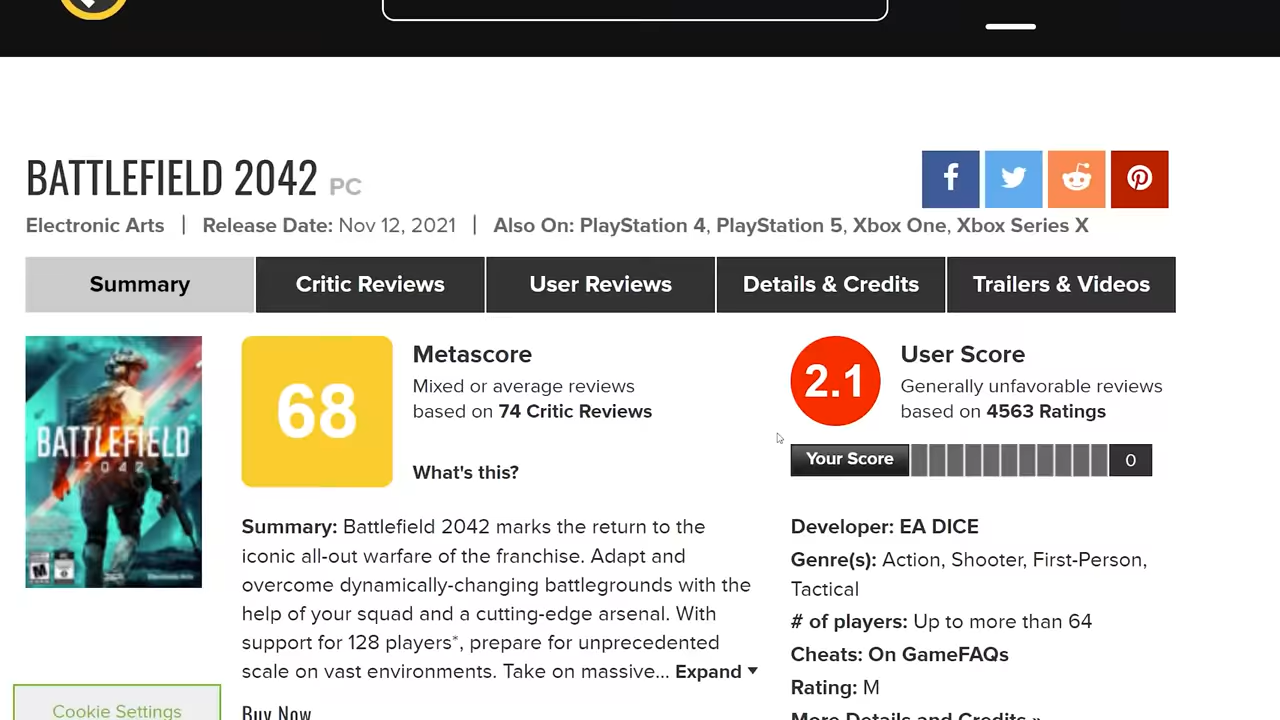 BATTLEFIELD 2042 PC
Electronic Arts | Release Date: Nov 12, 2021 | Also On: PlayStation 4, PlayStation 5, Xbox One, Xbox Series X
Summary
Critic Reviews
User Reviews
Details & Credits
Trailers & Videos
BATTLEFIELD
2042
M
68
Metascore
Mixed or average reviews
based on 74 Critic Reviews
What's this?
Summary: Battlefield 2042 marks the return to the
iconic all-out warfare of the franchise. Adapt and
overcome dynamically-changing battlegrounds with the
help of your squad and a cutting-edge arsenal. With
support for 128 players*, prepare for unprecedented
scale on vast environments. Take on massive... Expand
Buy Now
2.1
User Score
Generally unfavorable reviews
based on 4563 Ratings
Your Score
0
Developer: EA DICE
Genre(s): Action, Shooter, First-Person,
Tactical
# of players: Up to more than 64
Cheats: On GameFAQs
Rating: M
More Details and Credits »
Cookie Settings